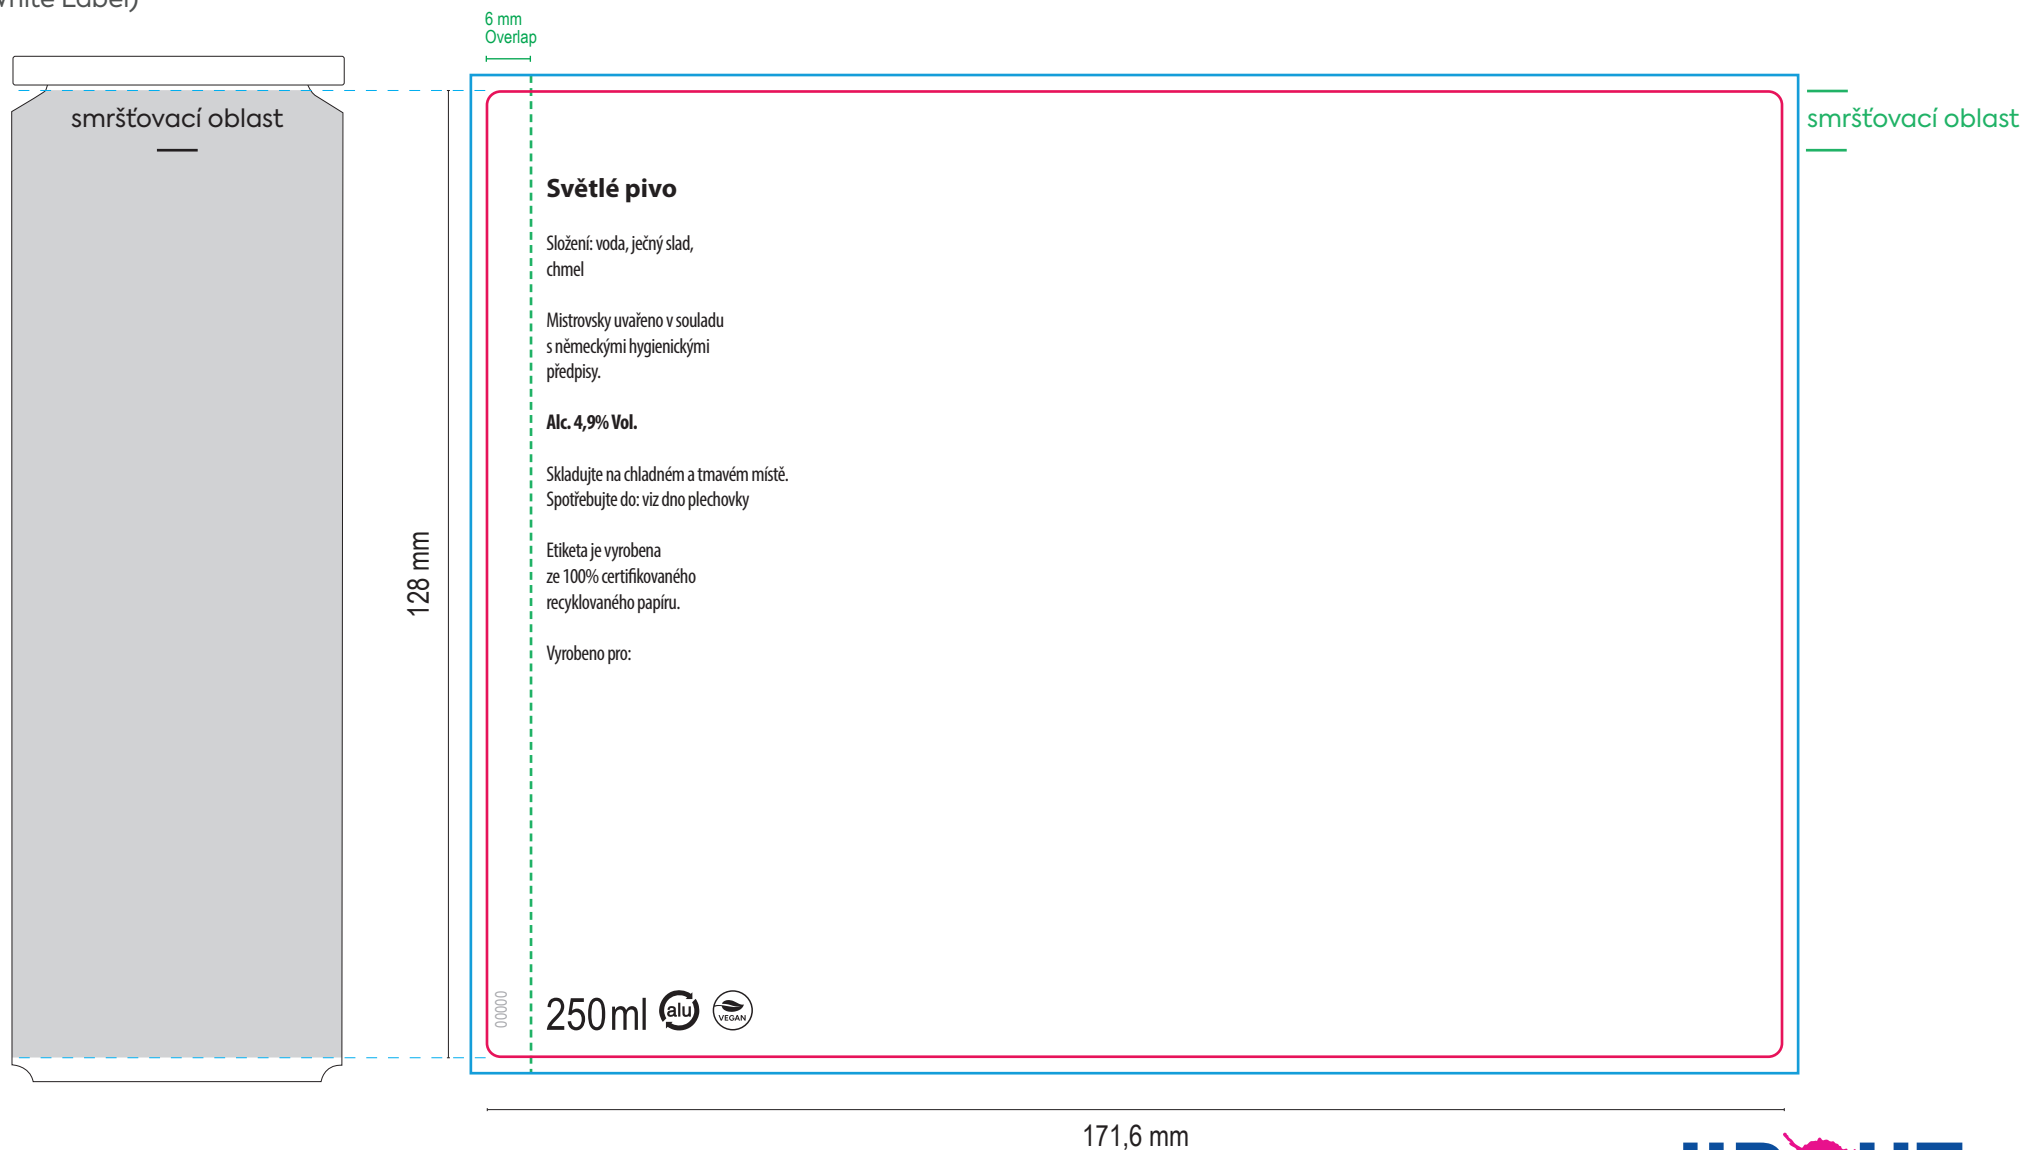 White Label)
6 mm
Overlap
smršťovací oblast
smršťovací oblast
Světlé pivo
Složení: voda, ječný slad,
chmel
Mistrovsky uvařeno v souladu
s německými hygienickými
předpisy.
Alc. 4,9% Vol.
Skladujte na chladném a tmavém místě.
Spotřebujte do: viz dno plechovky
Etiketa je vyrobena
ze 100% certifikovaného
recyklovaného papíru.
Vyrobeno pro:
128 mm
00000
250ml
alu
VEGAN
171,6 mm